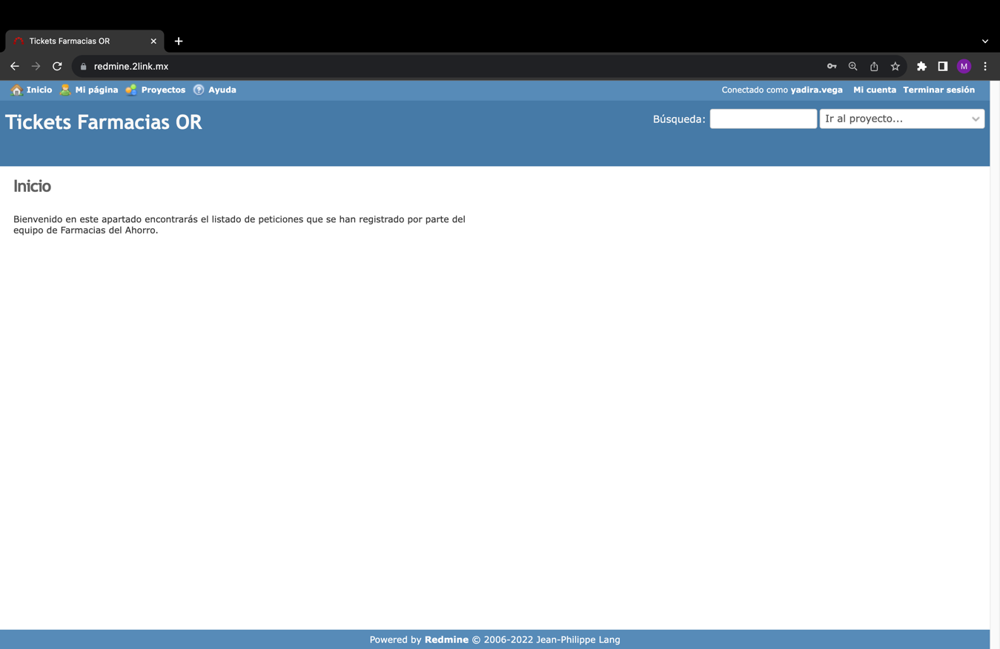 Tickets Farmacias OR
redmine.2link.mx
M
Inicio Mi página Proyectos Ayuda
Conectado como yadira.vega Mi cuenta Terminar sesión
Tickets Farmacias OR
Búsqueda: Ir al proyecto...
Inicio
Bienvenido en este apartado encontrarás el listado de peticiones que se han registrado por parte del
equipo de Farmacias del Ahorro.
Powered by Redmine © 2006-2022 Jean-Philippe Lang